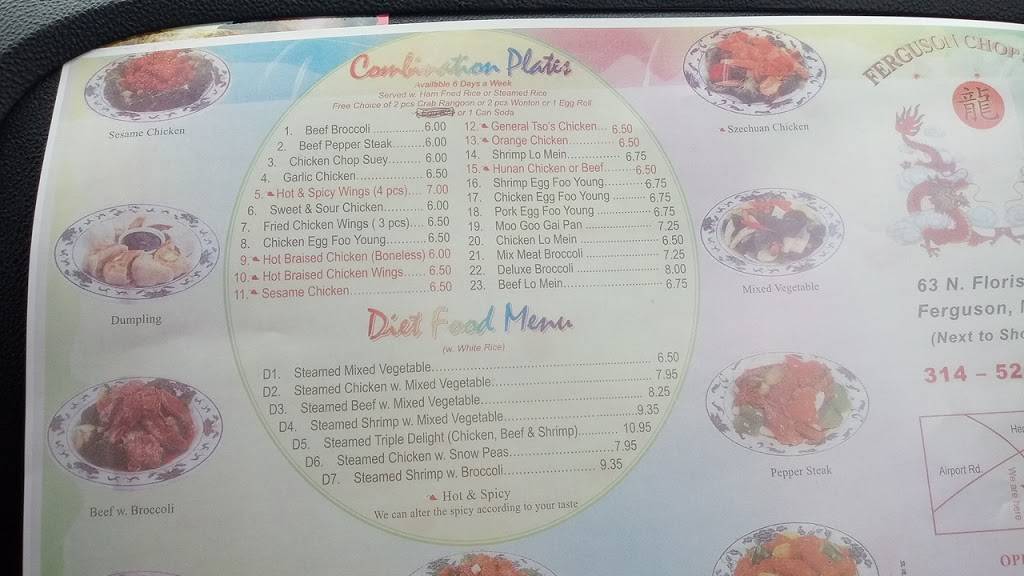 Combination Plates
Available 6 Days a Week
Served w. Ham Fried Rice or Steamed Rice
Free Choice of 2 pcs Crab Rangoon or 2 pcs Wonton or 1 Egg Roll
or 1 Can Soda
1. Beef Broccoli 6.00
2. Beef Pepper Steak 6.00
3. Chicken Chop Suey 6.00
4. Garlic Chicken 6.50
5. Hot & Spicy Wings (4 pcs) 7.00
6. Sweet & Sour Chicken 6.00
7. Fried Chicken Wings ( 3 pcs) 6.50
8. Chicken Egg Foo Young 6.50
9. Hot Braised Chicken (Boneless) 6.00
10. Hot Braised Chicken Wings 6.50
11. Sesame Chicken 6.50
12. General Tso's Chicken 6.50
13. Orange Chicken 6.50
14. Shrimp Lo Mein 6.75
15. Hunan Chicken or Beef 6.50
16. Shrimp Egg Foo Young 6.75
17. Chicken Egg Foo Young 6.75
18. Pork Egg Foo Young 6.75
19. Moo Goo Gai Pan 7.25
20. Chicken Lo Mein 6.50
21. Mix Meat Broccoli 7.25
22. Deluxe Broccoli 8.00
23. Beef Lo Mein 6.75
Diet Food Menu
(w. White Rice)
D1. Steamed Mixed Vegetable 6.50
D2. Steamed Chicken w. Mixed Vegetable 7.95
D3. Steamed Beef w. Mixed Vegetable 8.25
D4. Steamed Shrimp w. Mixed Vegetable 9.35
D5. Steamed Triple Delight (Chicken, Beef & Shrimp) 10.95
D6. Steamed Chicken w. Snow Peas 7.95
D7. Steamed Shrimp w. Broccoli 9.35
Hot & Spicy
We can alter the spicy according to your taste
Sesame Chicken
Dumpling
Beef w. Broccoli
Szechuan Chicken
Mixed Vegetable
Pepper Steak
FERGUSON CHOP
龍
63 N. Floris
Ferguson,
(Next to Sho
314 – 52
Airport Rd.
We are here